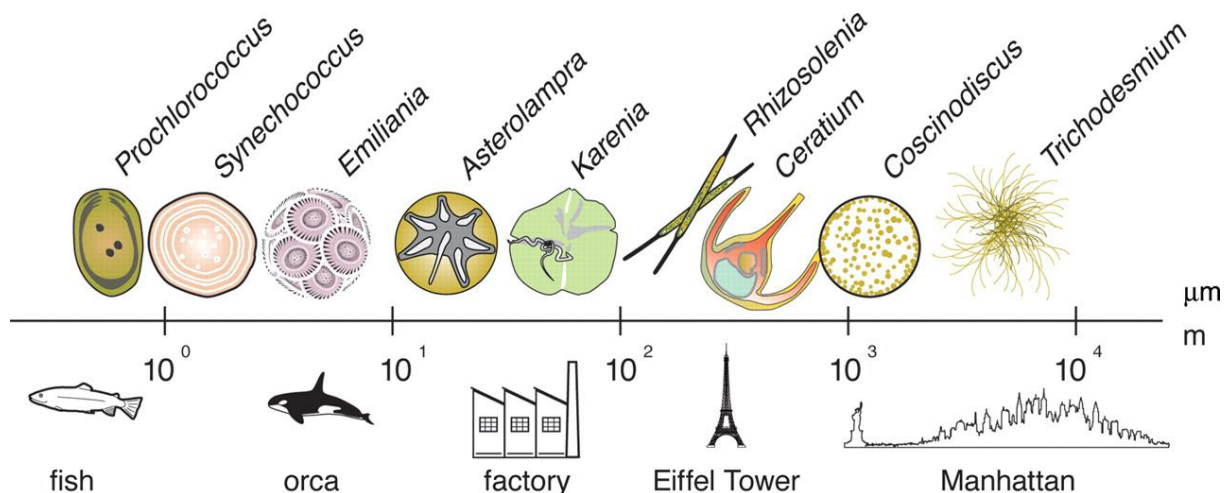 Prochlorococcus
Synechococcus
Emiliania
Asterolampra
Karenia
Rhizosolenia
Ceratium
Coscinodiscus
Trichodesmium
μm
m
10⁰ 10¹ 10² 10³ 10⁴
fish orca factory Eiffel Tower Manhattan